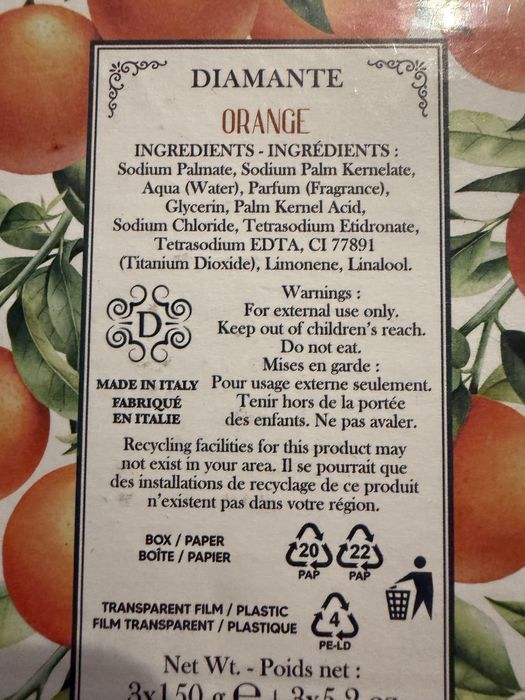 DIAMANTE
ORANGE
INGREDIENTS - INGRÉDIENTS :
Sodium Palmate, Sodium Palm Kernelate,
Aqua (Water), Parfum (Fragrance),
Glycerin, Palm Kernel Acid,
Sodium Chloride, Tetrasodium Etidronate,
Tetrasodium EDTA, CI 77891
(Titanium Dioxide), Limonene, Linalool.
D
MADE IN ITALY
FABRIQUÉ
EN ITALIE
Warnings :
For external use only.
Keep out of children's reach.
Do not eat.
Mises en garde :
Pour usage externe seulement.
Tenir hors de la portée
des enfants. Ne pas avaler.
Recycling facilities for this product may
not exist in your area. Il se pourrait que
des installations de recyclage de ce produit
n'existent pas dans votre région.
BOX / PAPER
BOÎTE / PAPIER
20 22
PAP PAP
TRANSPARENT FILM / PLASTIC
FILM TRANSPARENT / PLASTIQUE
4
PE-LD
Net Wt. - Poids net :
3x150 g e 3x5.2 oz